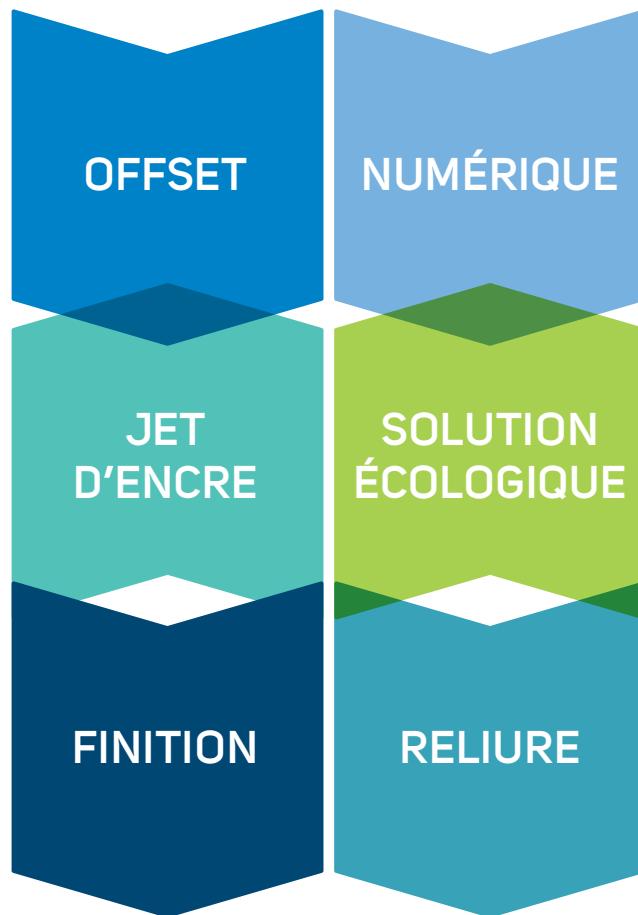 OFFSET
NUMÉRIQUE
JET
D’ENCRE
SOLUTION
ÉCOLOGIQUE
FINITION
RELIURE